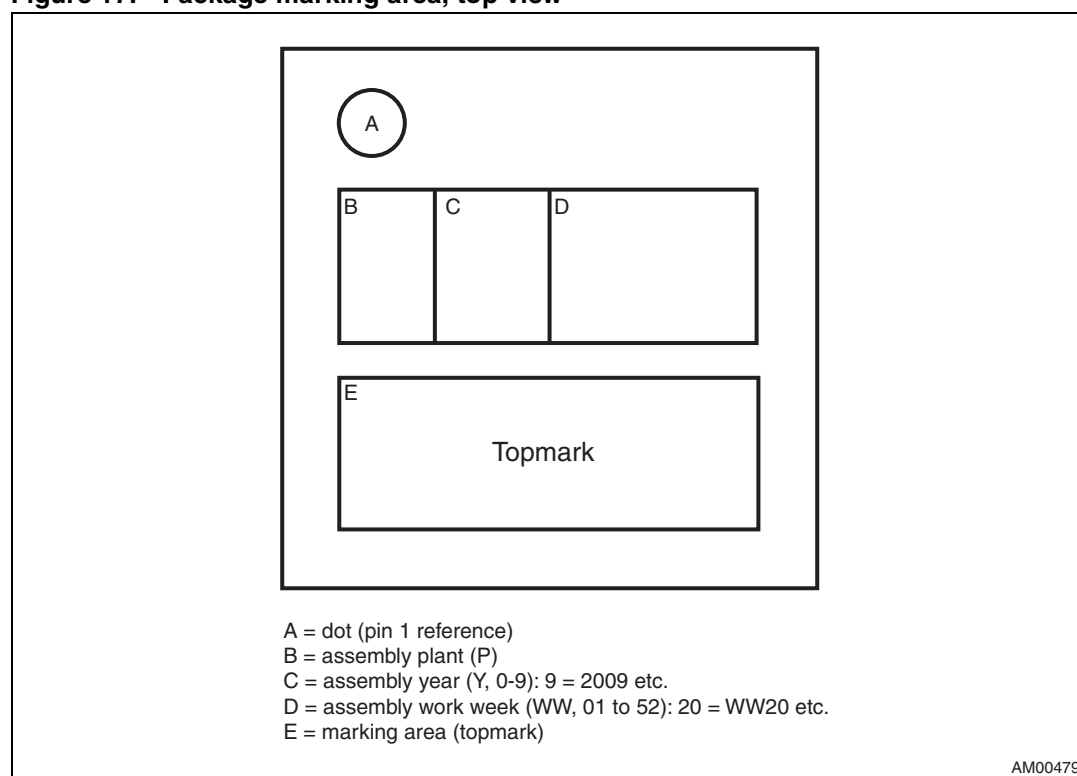 Figure 17. Package marking area, top view
A
B C D
E
Topmark
A = dot (pin 1 reference)
B = assembly plant (P)
C = assembly year (Y, 0-9): 9 = 2009 etc.
D = assembly work week (WW, 01 to 52): 20 = WW20 etc.
E = marking area (topmark)
AM00479